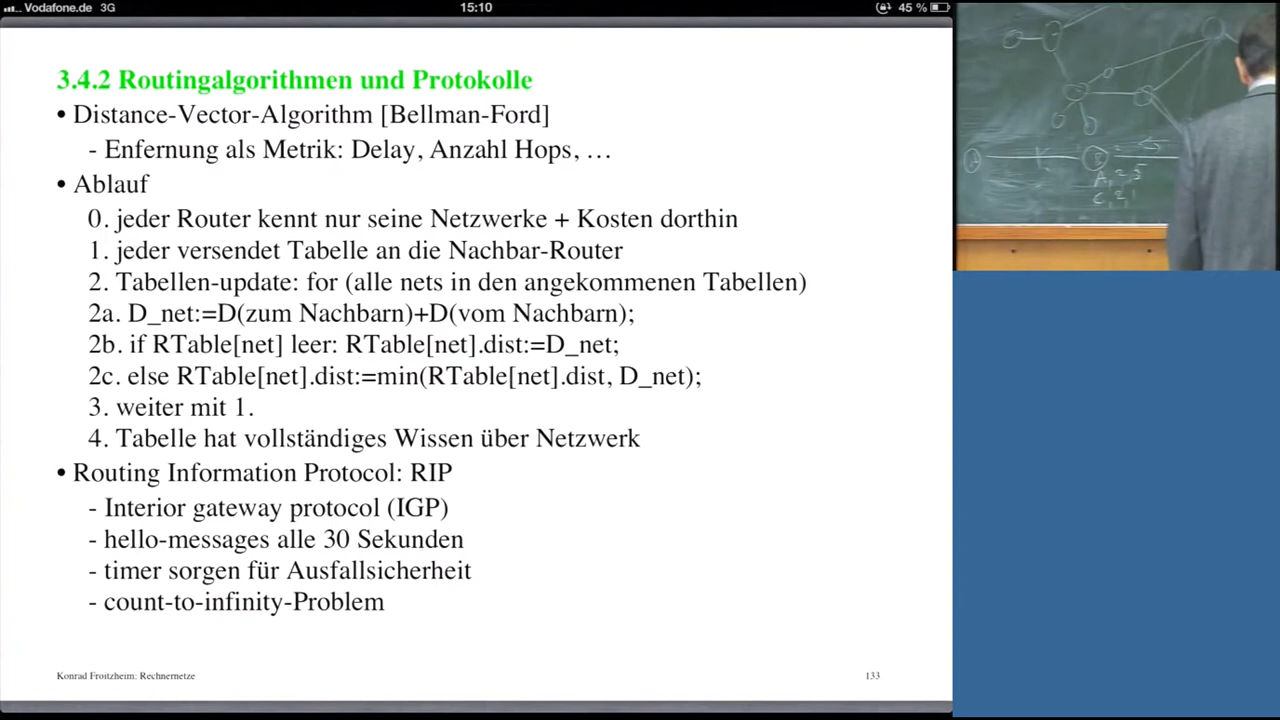 Vodafone.de 3G 15:10 45 %
3.4.2 Routingalgorithmen und Protokolle
• Distance-Vector-Algorithm [Bellman-Ford]
- Enfernung als Metrik: Delay, Anzahl Hops, …
• Ablauf
0. jeder Router kennt nur seine Netzwerke + Kosten dorthin
1. jeder versendet Tabelle an die Nachbar-Router
2. Tabellen-update: for (alle nets in den angekommenen Tabellen)
2a. D_net:=D(zum Nachbarn)+D(vom Nachbarn);
2b. if RTable[net] leer: RTable[net].dist:=D_net;
2c. else RTable[net].dist:=min(RTable[net].dist, D_net);
3. weiter mit 1.
4. Tabelle hat vollständiges Wissen über Netzwerk
• Routing Information Protocol: RIP
- Interior gateway protocol (IGP)
- hello-messages alle 30 Sekunden
- timer sorgen für Ausfallsicherheit
- count-to-infinity-Problem
Konrad Froitzheim: Rechnernetze 133
A
B